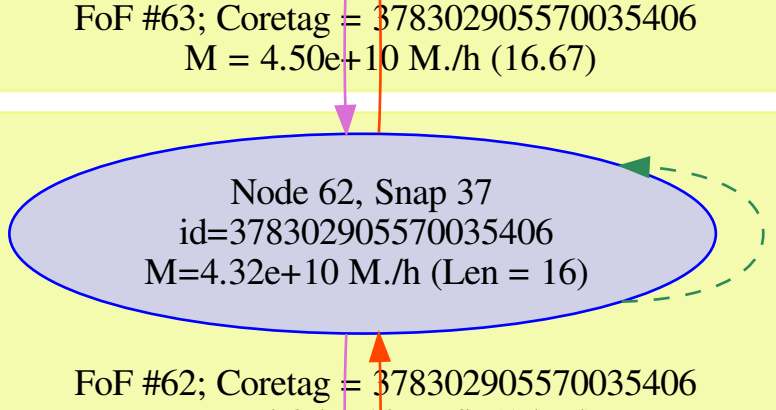 FoF #63; Coretag = 378302905570035406
M = 4.50e+10 M./h (16.67)
Node 62, Snap 37
id=378302905570035406
M=4.32e+10 M./h (Len = 16)
FoF #62; Coretag = 378302905570035406